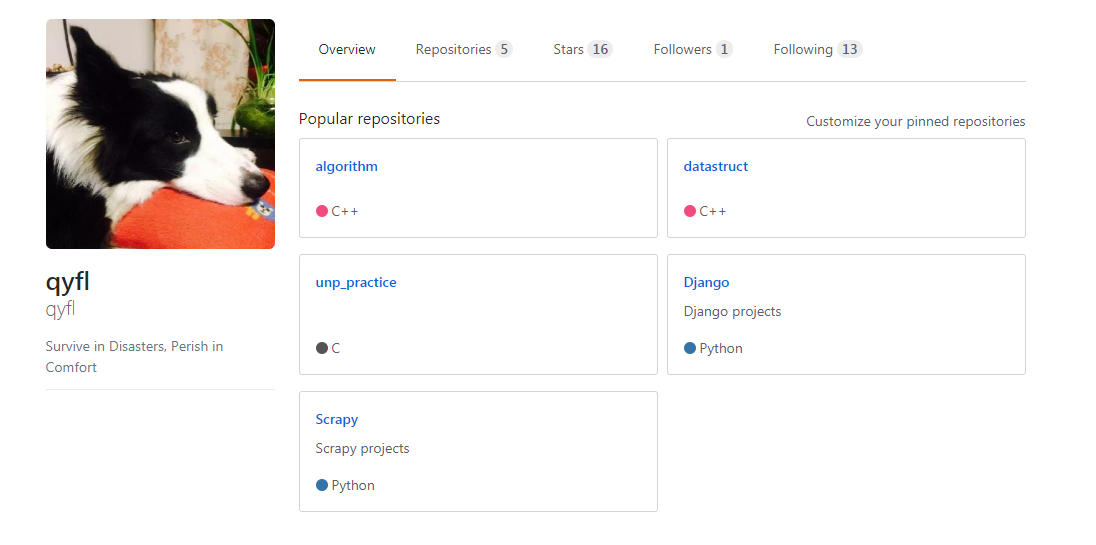 Overview Repositories 5 Stars 16 Followers 1 Following 13
Popular repositories
Customize your pinned repositories
algorithm
C++
datastruct
C++
unp_practice
C
Django
Django projects
Python
Scrapy
Scrapy projects
Python
qyfl
qyfl
Survive in Disasters, Perish in
Comfort